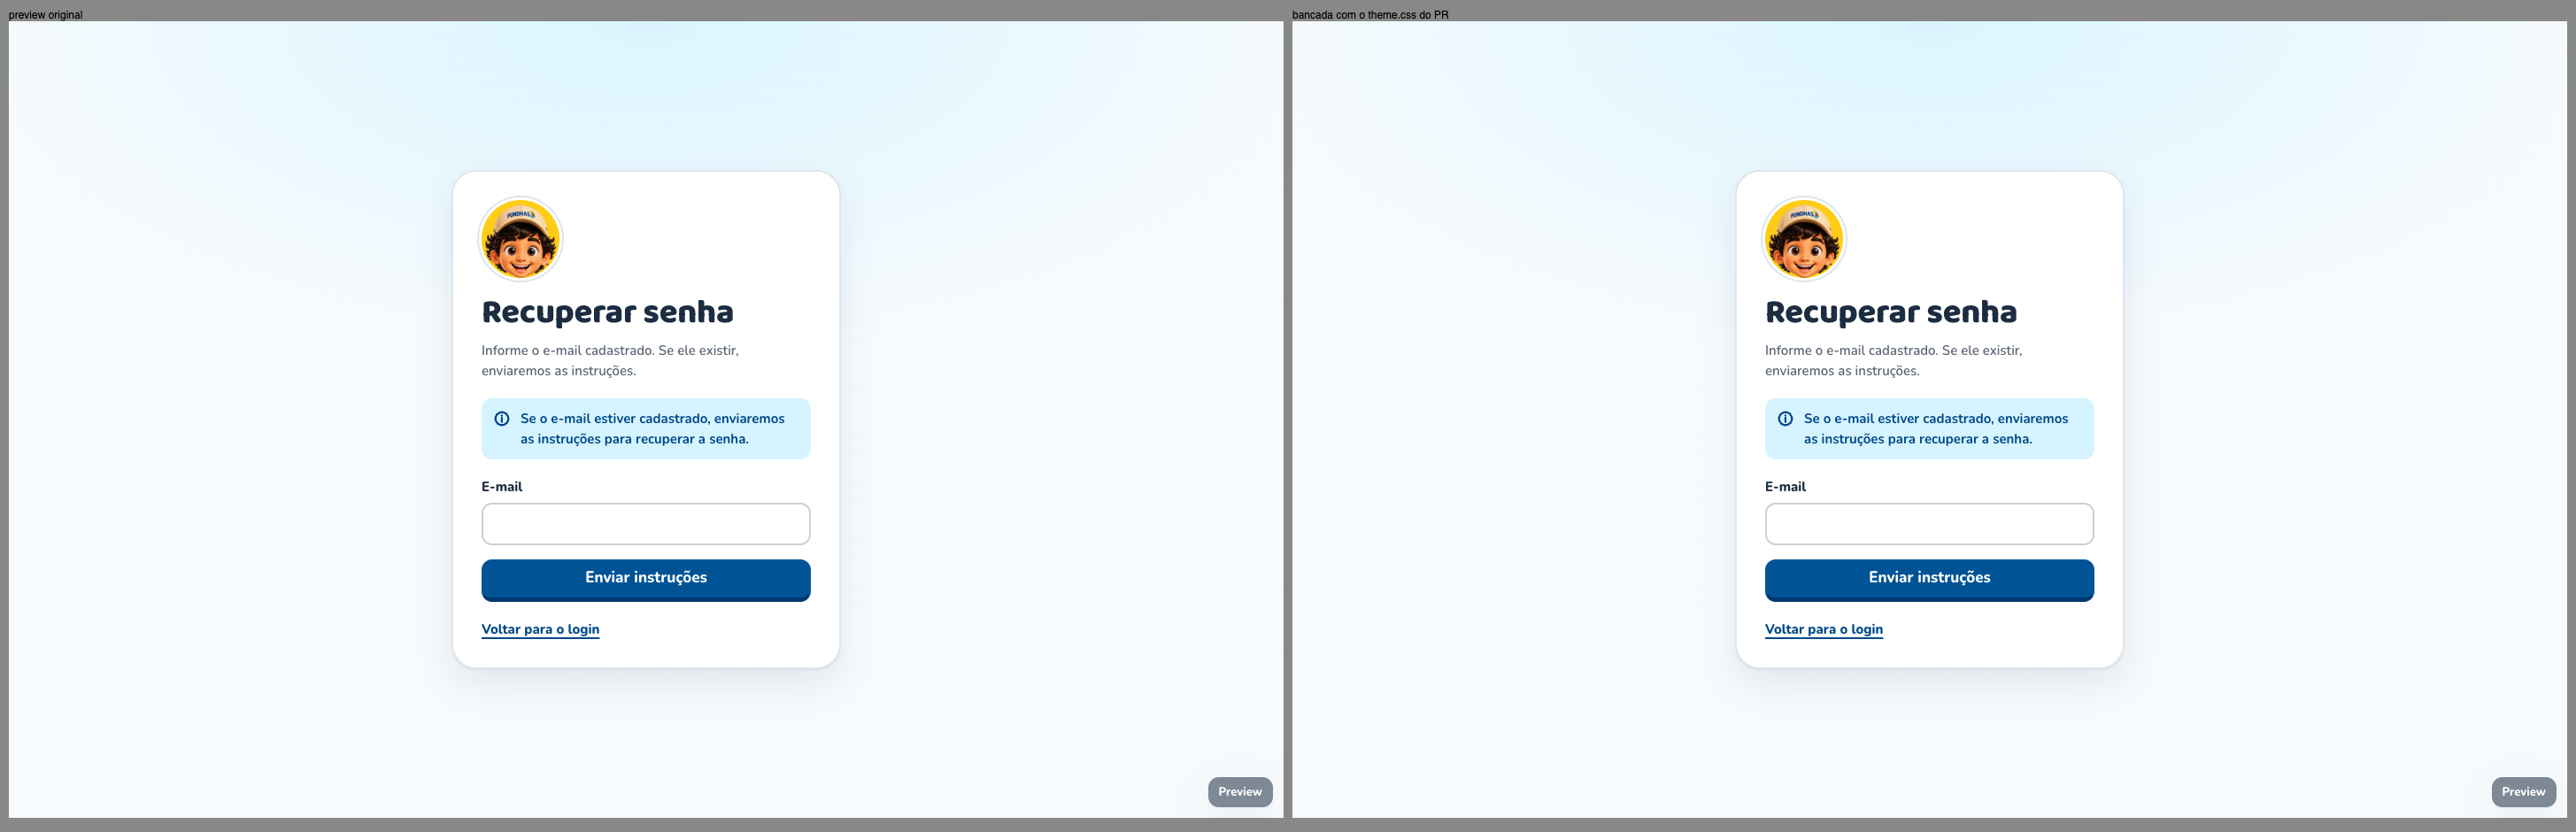 preview original
FUNDHAS
Recuperar senha
Informe o e-mail cadastrado. Se ele existir,
enviaremos as instruções.
Se o e-mail estiver cadastrado, enviaremos
as instruções para recuperar a senha.
E-mail
Enviar instruções
Voltar para o login
Preview
bancada com o theme.css do PR
FUNDHAS
Recuperar senha
Informe o e-mail cadastrado. Se ele existir,
enviaremos as instruções.
Se o e-mail estiver cadastrado, enviaremos
as instruções para recuperar a senha.
E-mail
Enviar instruções
Voltar para o login
Preview